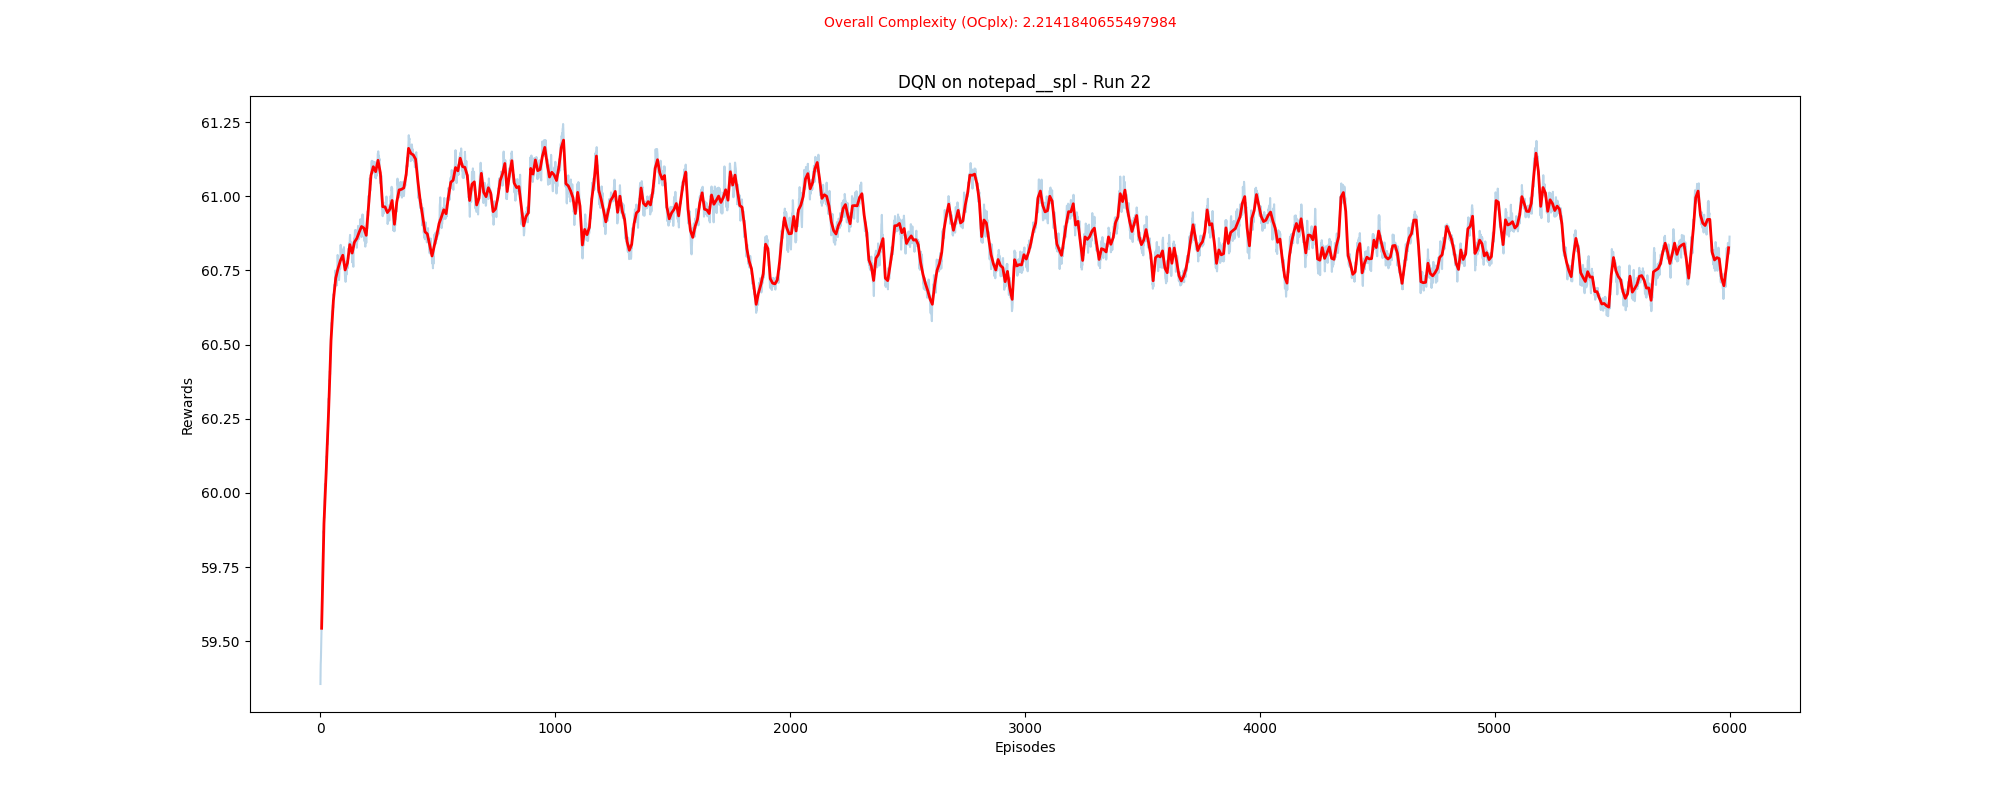 Overall Complexity (OCplx): 2.2141840655497984
DQN on notepad__spl - Run 22
61.25
61.00
60.75
60.50
60.25
60.00
59.75
59.50
Rewards
0 1000 2000 3000 4000 5000 6000
Episodes